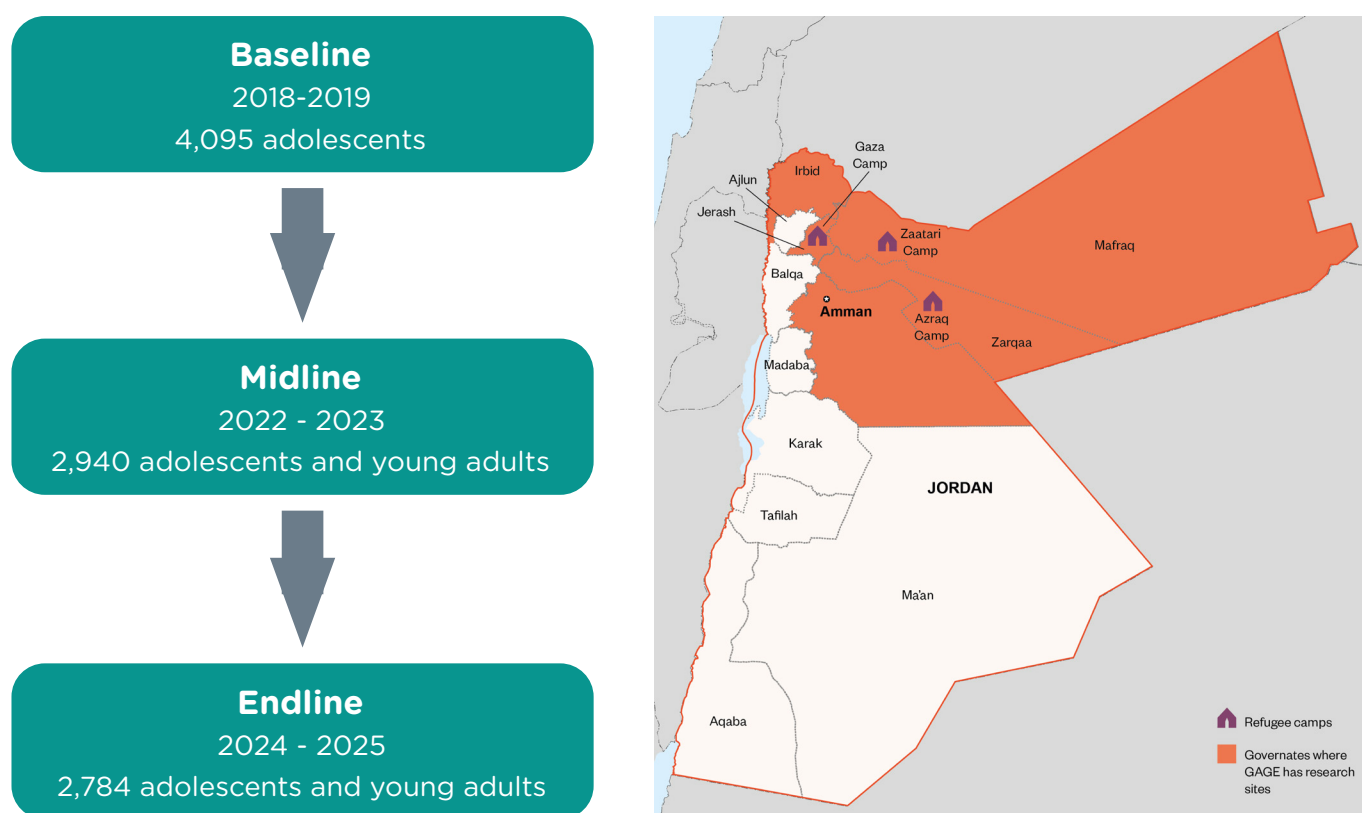 Baseline
2018-2019
4,095 adolescents
Midline
2022 - 2023
2,940 adolescents and young adults
Endline
2024 - 2025
2,784 adolescents and young adults
Gaza
Camp
Irbid
Ajlun
Jerash
Zaatari
Camp
Mafraq
Balqa
Amman
Azraq
Camp
Zarqaa
Madaba
Karak
JORDAN
Tafilah
Ma'an
Aqaba
Refugee camps
Governates where
GAGE has research
sites